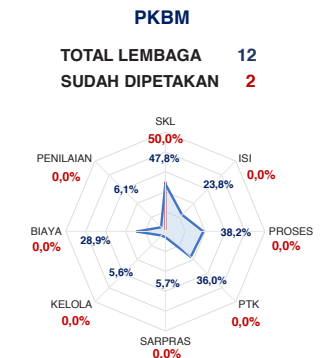 PKBM
TOTAL LEMBAGA 12
SUDAH DIPETAKAN 2
SKL
50,0%
47,8%
PENILAIAN
0,0%
ISI
0,0%
6,1%
23,8%
BIAYA
0,0%
28,9%
38,2%
PROSES
0,0%
5,6%
5,7%
36,0%
KELOLA
0,0%
PTK
0,0%
SARPRAS
0.0%